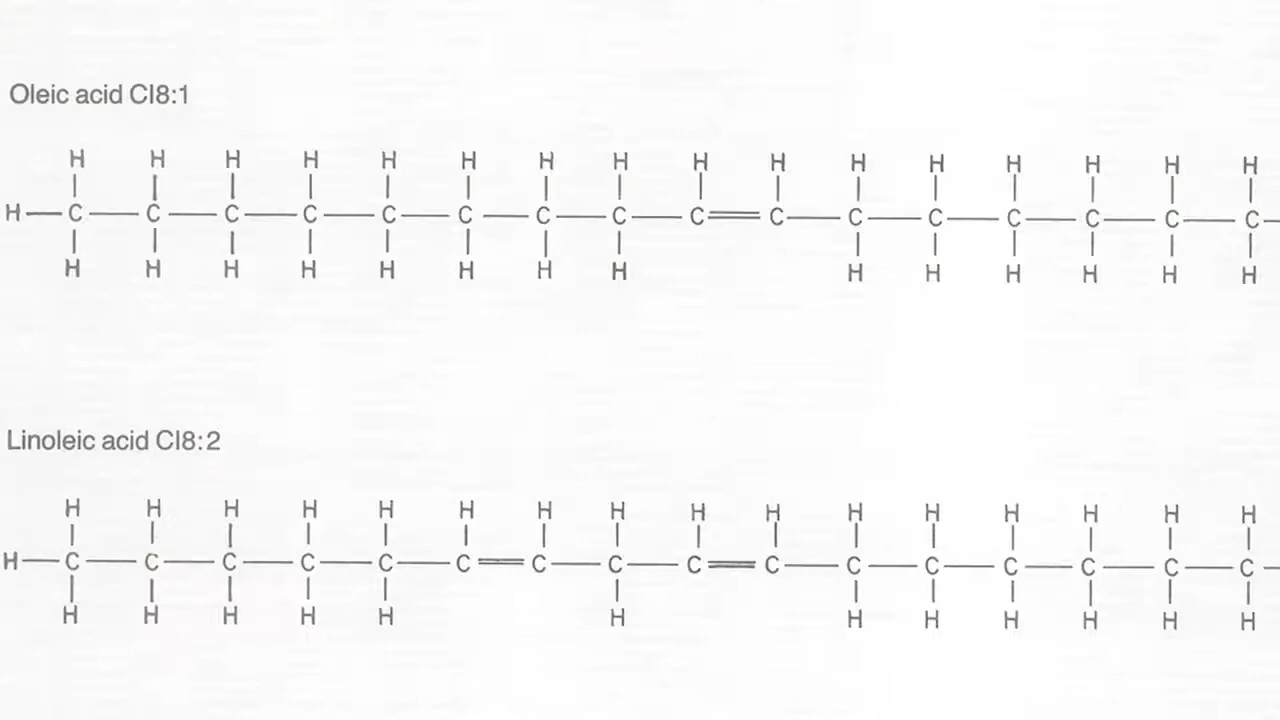 Oleic acid CI8:1
H H H H H H H H H H H H H H H H
H C C C C C C C C C C C C C C C C
H H H H H H H H H H H H H H
Linoleic acid CI8:2
H H H H H H H H H H H H H H H H
H C C C C C C C C C C C C C C C C
H H H H H H H H H H H H